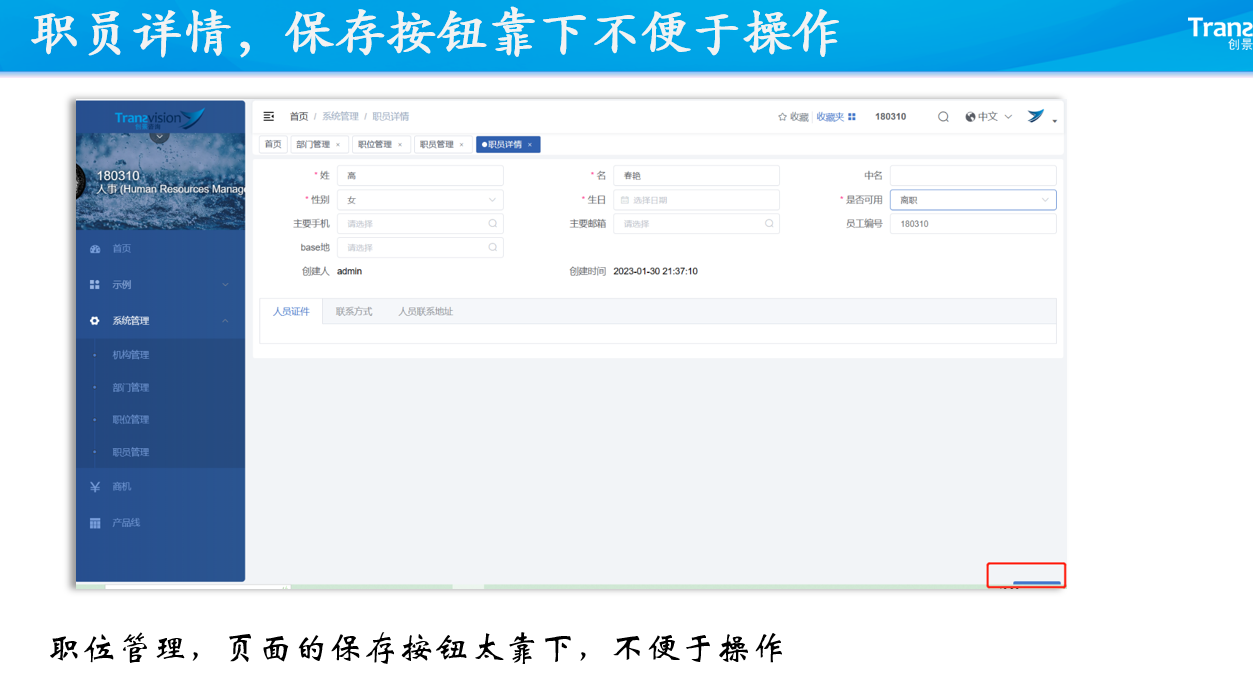 职员详情，保存按钮靠下不便于操作
创景
Transvision
首页 / 系统管理 / 职员详情
收藏 收藏夹 180310 中文
首页 部门管理 × 职位管理 × 职员管理 × 职员详情 ×
180310
人事 (Human Resources Manag
* 姓 高 * 名 春艳 中名
* 性别 女 * 生日 选择日期 * 是否可用 离职
主要手机 请选择 主要邮箱 请选择 员工编号 180310
base地 请选择
创建人 admin 创建时间 2023-01-30 21:37:10
人员证件 联系方式 人员联系地址
首页
示例
系统管理
机构管理
部门管理
职位管理
职员管理
商机
产品线
职位管理，页面的保存按钮太靠下，不便于操作